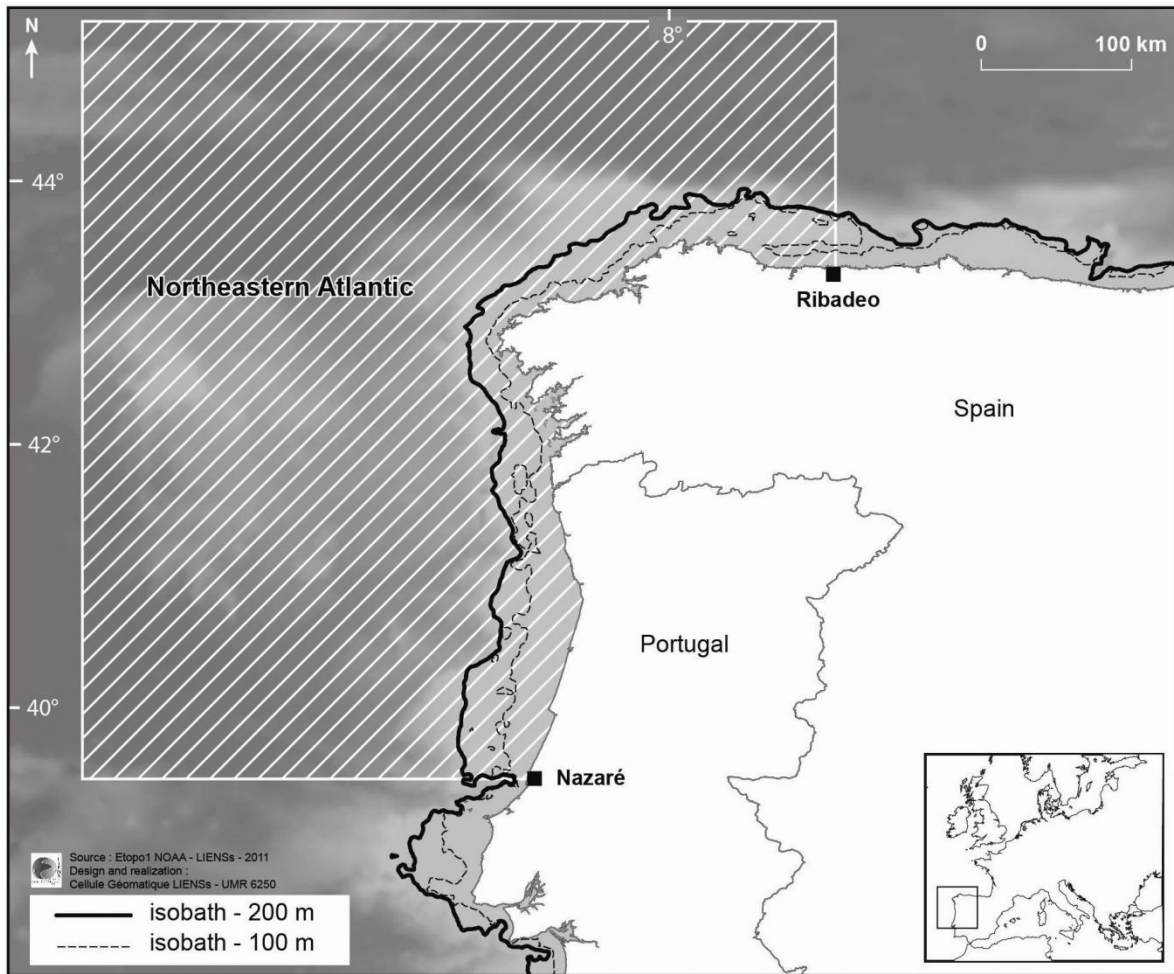 N
8°
0 100 km
44°
Northeastern Atlantic
Ribadeo
Spain
42°
Portugal
40°
Nazaré
Source : Etopo1 NOAA - LIENSs - 2011
Design and realization :
Cellule Géomatique LIENSs - UMR 6250
isobath - 200 m
isobath - 100 m